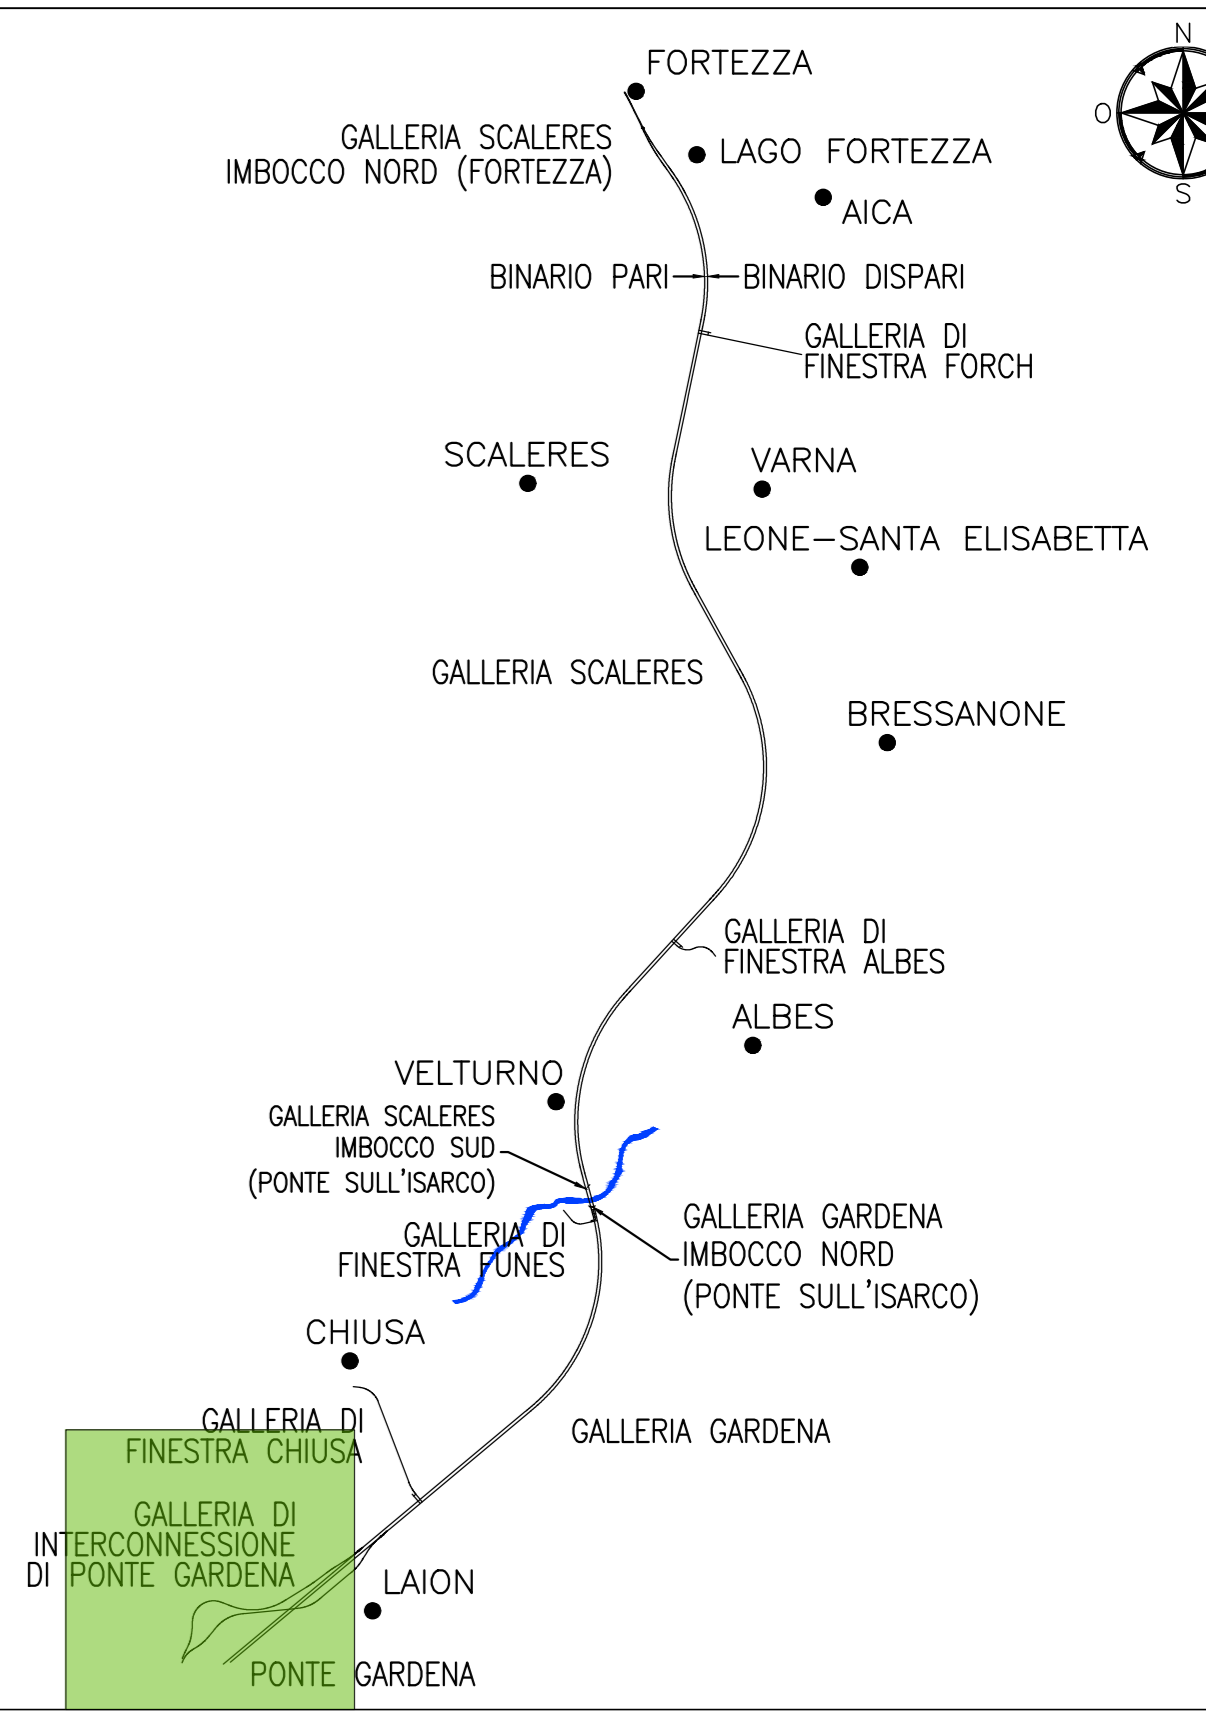 N
FORTEZZA
O
GALLERIA SCALERES
IMBOCCO NORD (FORTEZZA)
LAGO FORTEZZA
S
AICA
BINARIO PARI
BINARIO DISPARI
GALLERIA DI
FINESTRA FORCH
SCALERES
VARNA
LEONE-SANTA ELISABETTA
GALLERIA SCALERES
BRESSANONE
GALLERIA DI
FINESTRA ALBES
ALBES
VELTURNO
GALLERIA SCALERES
IMBOCCO SUD
(PONTE SULL'ISARCO)
GALLERIA GARDENA
IMBOCCO NORD
(PONTE SULL'ISARCO)
GALLERIA DI
FINESTRA FUNES
CHIUSA
GALLERIA DI
FINESTRA CHIUSA
GALLERIA GARDENA
GALLERIA DI
INTERCONNESSIONE
DI PONTE GARDENA
LAION
PONTE GARDENA